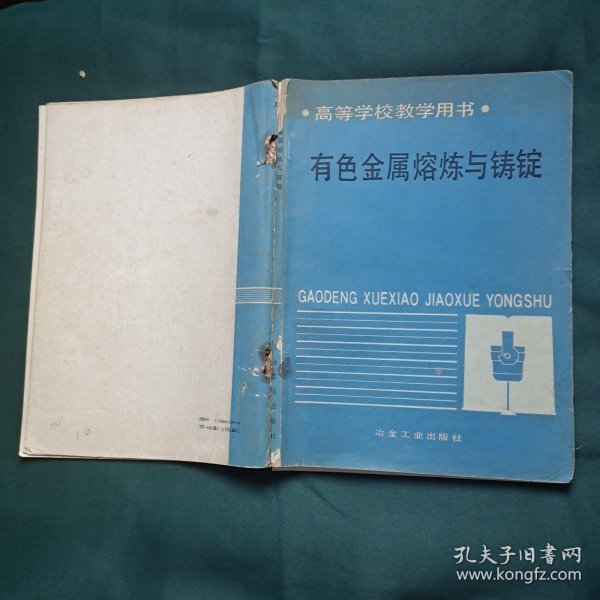 ·高等学校教学用书·
有色金属熔炼与铸锭
GAODENG XUEXIAO JIAOXUE YONGSHU
冶金工业出版社
10
孔夫子旧书网
www.kongfz.com